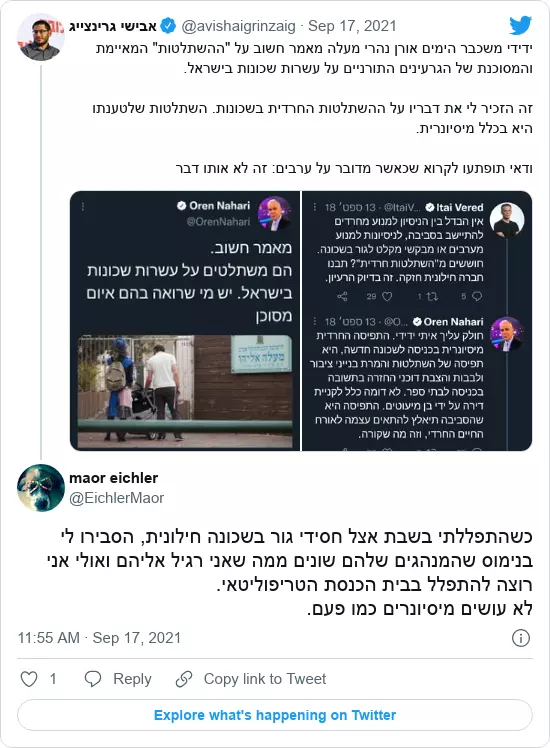 אבישי גרינצייג @avishaigrinzaig · Sep 17, 2021
ידידי משכבר הימים אורן נהרי מעלה מאמר חשוב על "ההשתלטות" המאיימת
והמסוכנת של הגרעינים התורניים על עשרות שכונות בישראל.
זה הזכיר לי את דבריו על ההשתלטות החרדית בשכונות. השתלטות שלטענתו
היא בכלל מיסיונרית.
ודאי תופתעו לקרוא שכאשר מדובר על ערבים: זה לא אותו דבר
Oren Nahari
@OrenNahari
מאמר חשוב.
הם משתלטים על עשרות שכונות
בישראל. יש מי שרואה בהם איום
מסוכן
מעלה אליהו
Itai Vered @ItaiV... · 13 ספט׳ 18
אין הבדל בין הניסיון למנוע מחרדים
להתיישב בסביבה, לניסיונות למנוע
מערבים או מבקשי מקלט לגור בשכונה.
חוששים מ"השתלטות חרדית"? תבנו
חברה חילונית חזקה. זה בדיוק הרעיון.
5 1 29
Oren Nahari @O... · 13 ספט׳ 18
חולק עליך איתי ידידי. התפיסה החרדית
מיסיונרית בכניסה לשכונה חדשה, היא
תפיסה של השתלטות והמרת בנייני ציבור
ולבבות והצבת דוכני החזרה בתשובה
בכניסה לבתי ספר. לא דומה כלל לקניית
דירה על ידי בן מיעוטים. התפיסה היא
שהסביבה תיאלץ להתאים עצמה לאורח
החיים החרדי, וזה מה שקורה.
maor eichler
@EichlerMaor
כשהתפללתי בשבת אצל חסידי גור בשכונה חילונית, הסבירו לי
בנימוס שהמנהגים שלהם שונים ממה שאני רגיל אליהם ואולי אני
רוצה להתפלל בבית הכנסת הטריפוליטאי.
לא עושים מיסיונרים כמו פעם.
11:55 AM · Sep 17, 2021
1 Reply Copy link to Tweet
Explore what's happening on Twitter